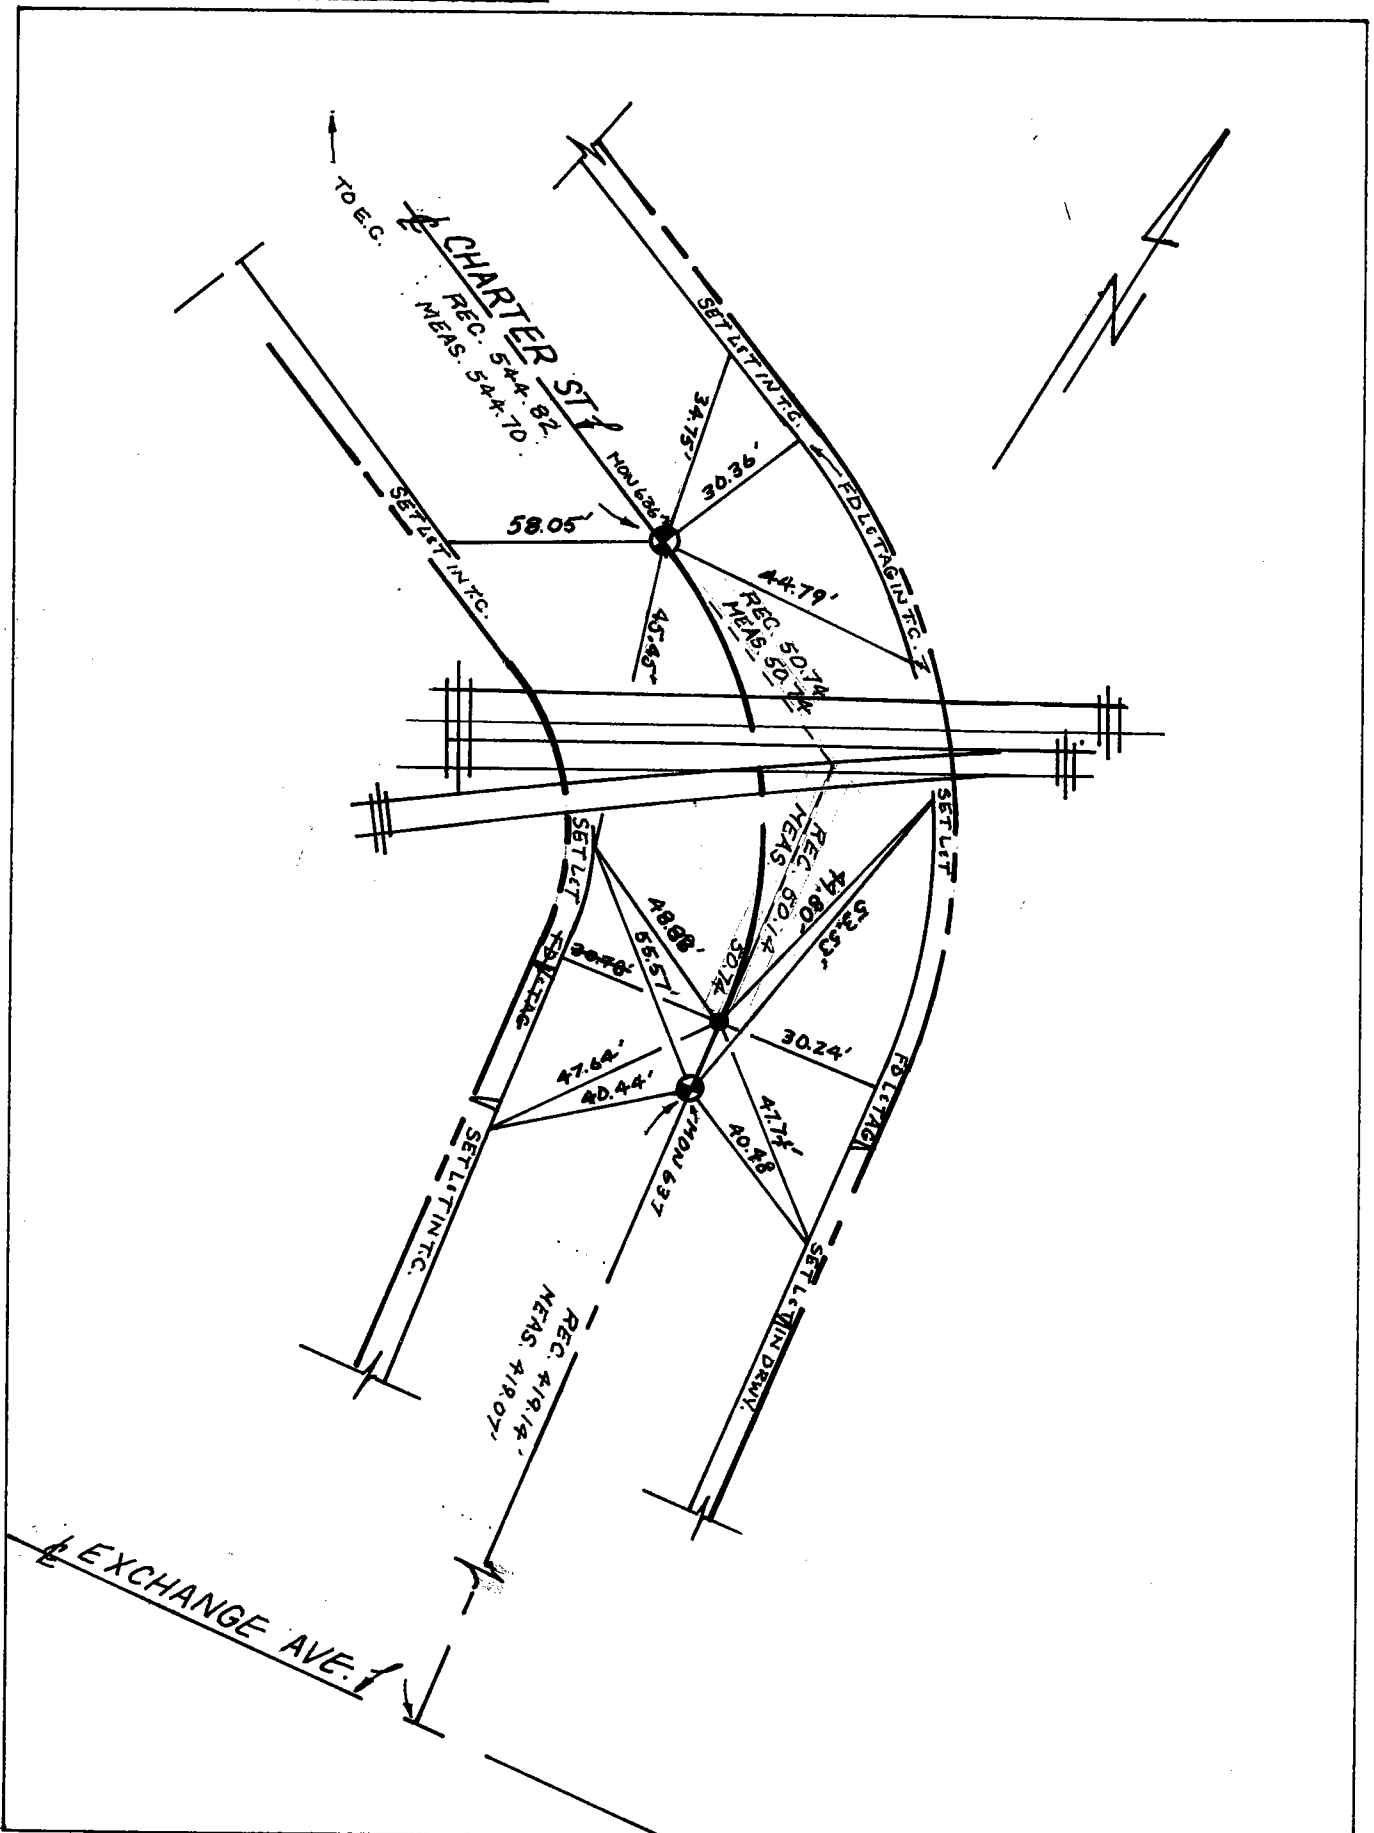 TO E.C.
℄ CHARTER ST.
REC. 544.82
MEAS. 544.70
SET L&T IN T.C.
34.75'
30.36'
MON 636
FD L&TAG IN T.C.
58.05'
SET L&T IN T.C.
44.79'
45.45
REC. 50.74
MEAS. 50.74
SET L&T
SET L&T
MEAS. 50.74
REC. 50.14
44.80'
53.53'
48.88'
55.57'
FD L&TAG
30.78'
30.24'
47.64'
40.44'
FD L&TAG
47.74'
40.48
MON 637
SET L&T IN T.C.
SET L&T IN DRWY.
REC. 419.14'
MEAS. 419.07'
℄ EXCHANGE AVE.